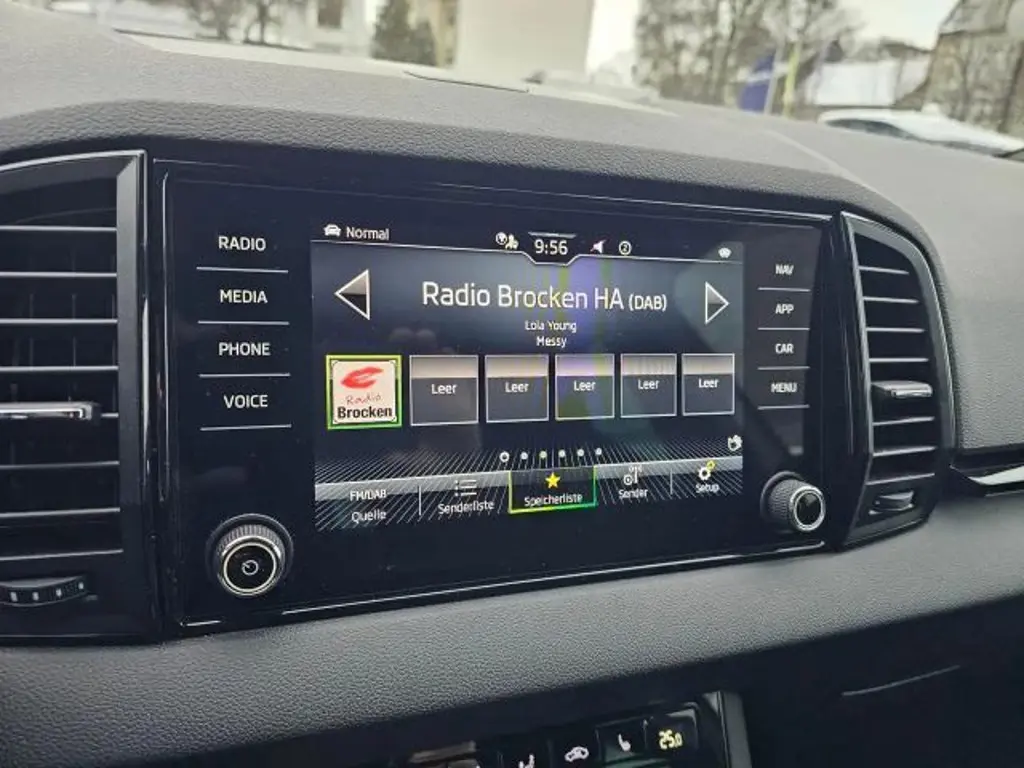 RADIO
MEDIA
PHONE
VOICE
Normal
9:56
2
Radio Brocken HA (DAB)
Lola Young
Messy
Radio
Brocken
Leer
Leer
Leer
Leer
Leer
FM/DAB
Quelle
Senderliste
Speicherliste
Sender
Setup
NAV
APP
CAR
MENU
25.0